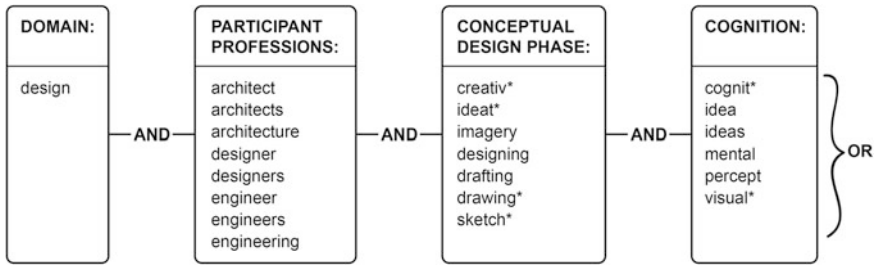 DOMAIN:
design
AND
PARTICIPANT
PROFESSIONS:
architect
architects
architecture
designer
designers
engineer
engineers
engineering
AND
CONCEPTUAL
DESIGN PHASE:
creativ*
ideat*
imagery
designing
drafting
drawing*
sketch*
AND
COGNITION:
cognit*
idea
ideas
mental
percept
visual*
OR